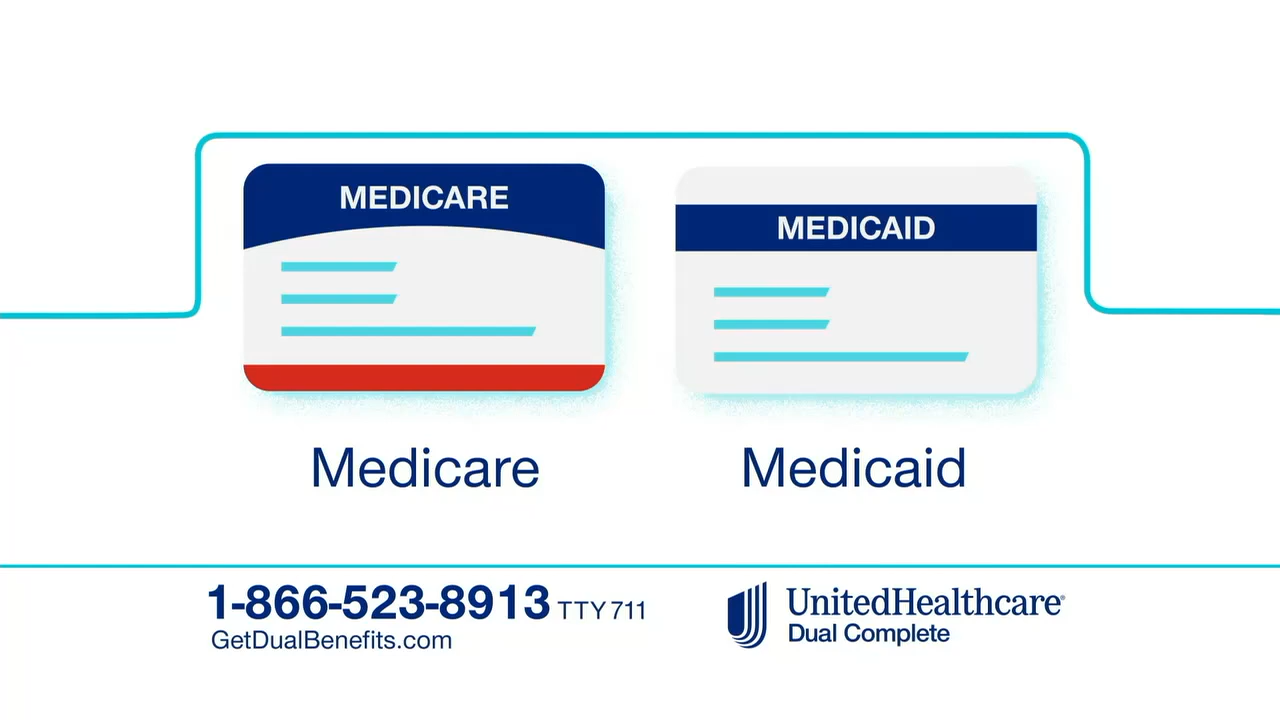 MEDICARE
MEDICAID
Medicare
Medicaid
1-866-523-8913 TTY 711
GetDualBenefits.com
UnitedHealthcare®
Dual Complete